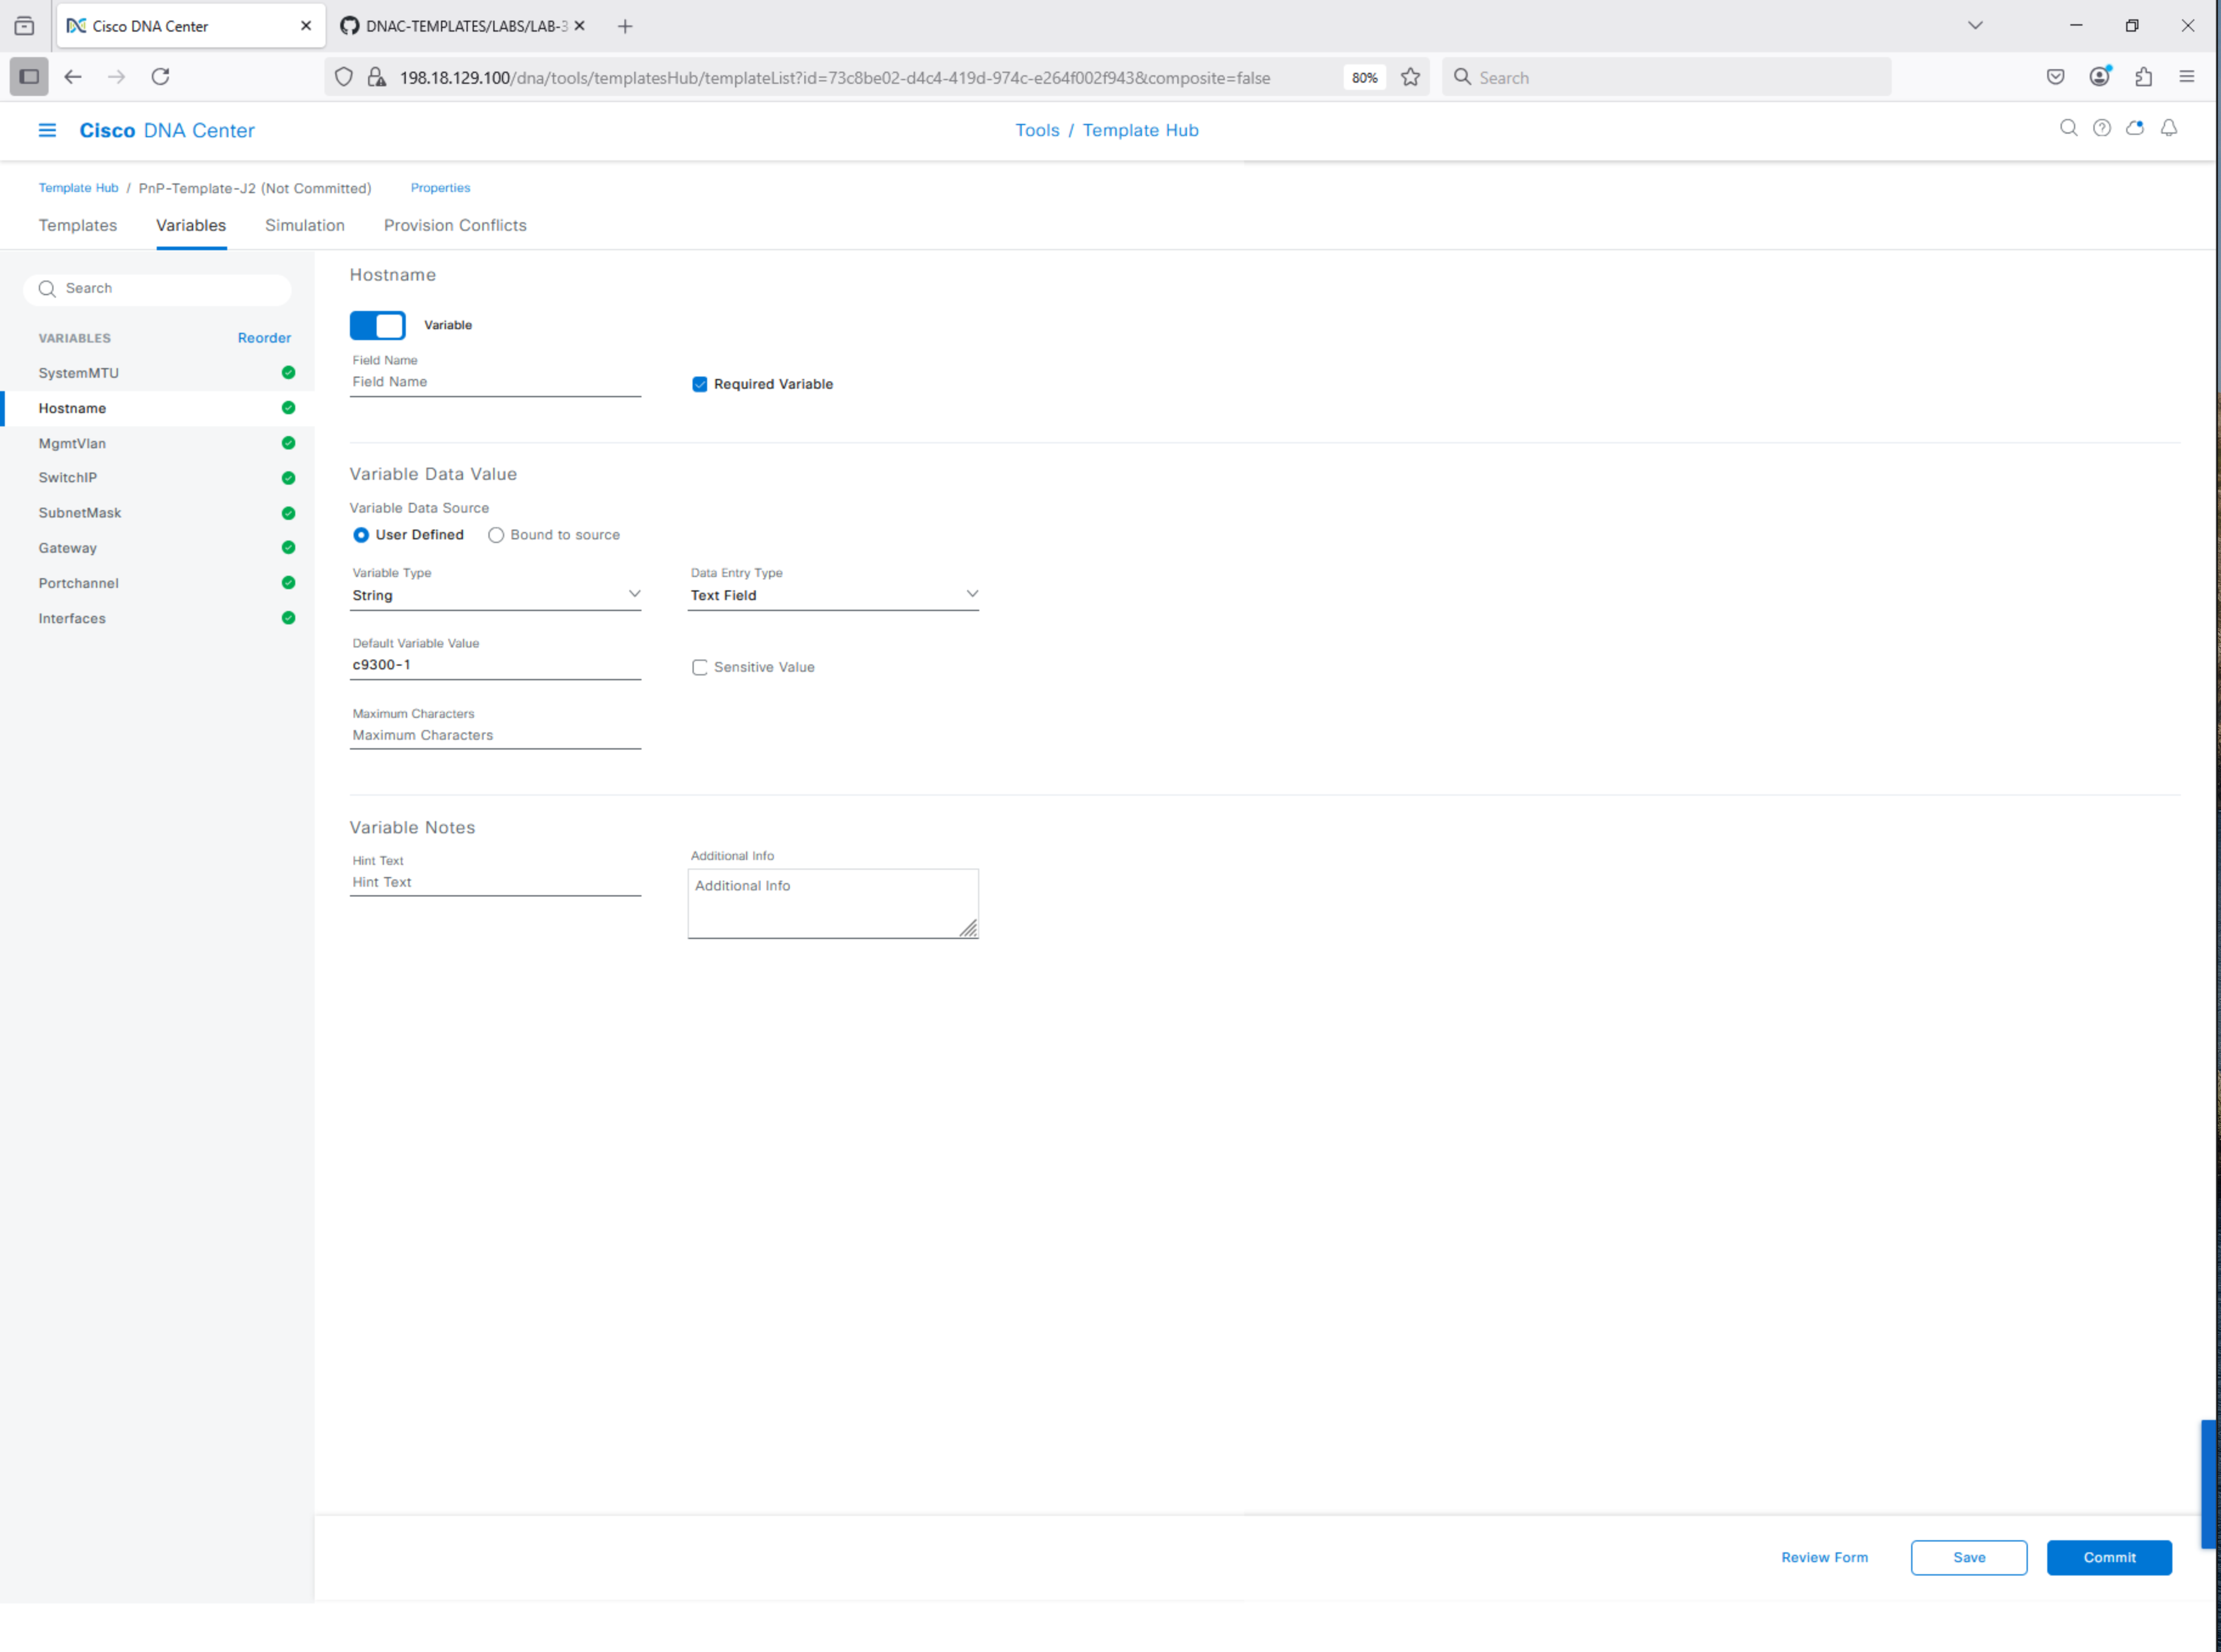 Cisco DNA Center
DNAC-TEMPLATES/LABS/LAB-3
198.18.129.100/dna/tools/templatesHub/templateList?id=73c8be02-d4c4-419d-974c-e264f002f943&composite=false
80%
Search
Cisco DNA Center
Tools / Template Hub
Template Hub / PnP-Template-J2 (Not Committed) Properties
Templates Variables Simulation Provision Conflicts
Search
VARIABLES Reorder
SystemMTU
Hostname
MgmtVlan
SwitchIP
SubnetMask
Gateway
Portchannel
Interfaces
Hostname
Variable
Field Name
Field Name
Required Variable
Variable Data Value
Variable Data Source
User Defined Bound to source
Variable Type Data Entry Type
String Text Field
Default Variable Value
c9300-1
Sensitive Value
Maximum Characters
Maximum Characters
Variable Notes
Hint Text Additional Info
Hint Text Additional Info
Review Form Save Commit